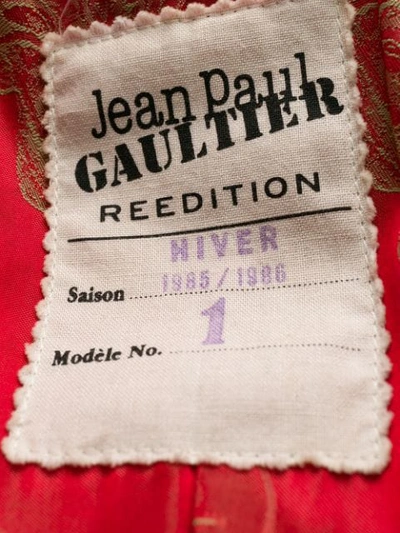 Jean Paul
GAULTIER
REEDITION
HIVER
Saison 1985/1986
1
Modèle No.